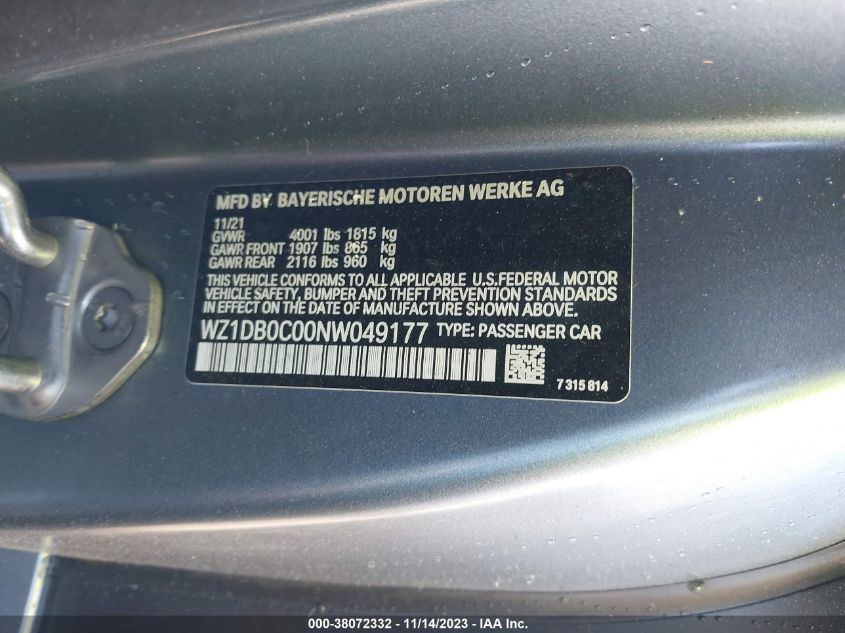 MFD BY BAYERISCHE MOTOREN WERKE AG
11/21
GVWR 4001 lbs 1815 kg
GAWR FRONT 1907 lbs 865 kg
GAWR REAR 2116 lbs 960 kg
THIS VEHICLE CONFORMS TO ALL APPLICABLE U.S.FEDERAL MOTOR
VEHICLE SAFETY, BUMPER AND THEFT PREVENTION STANDARDS
IN EFFECT ON THE DATE OF MANUFACTURE SHOWN ABOVE.
WZ1DB0C00NW049177 TYPE: PASSENGER CAR
7 315 814
000-38072332 - 11/14/2023 - IAAI.com